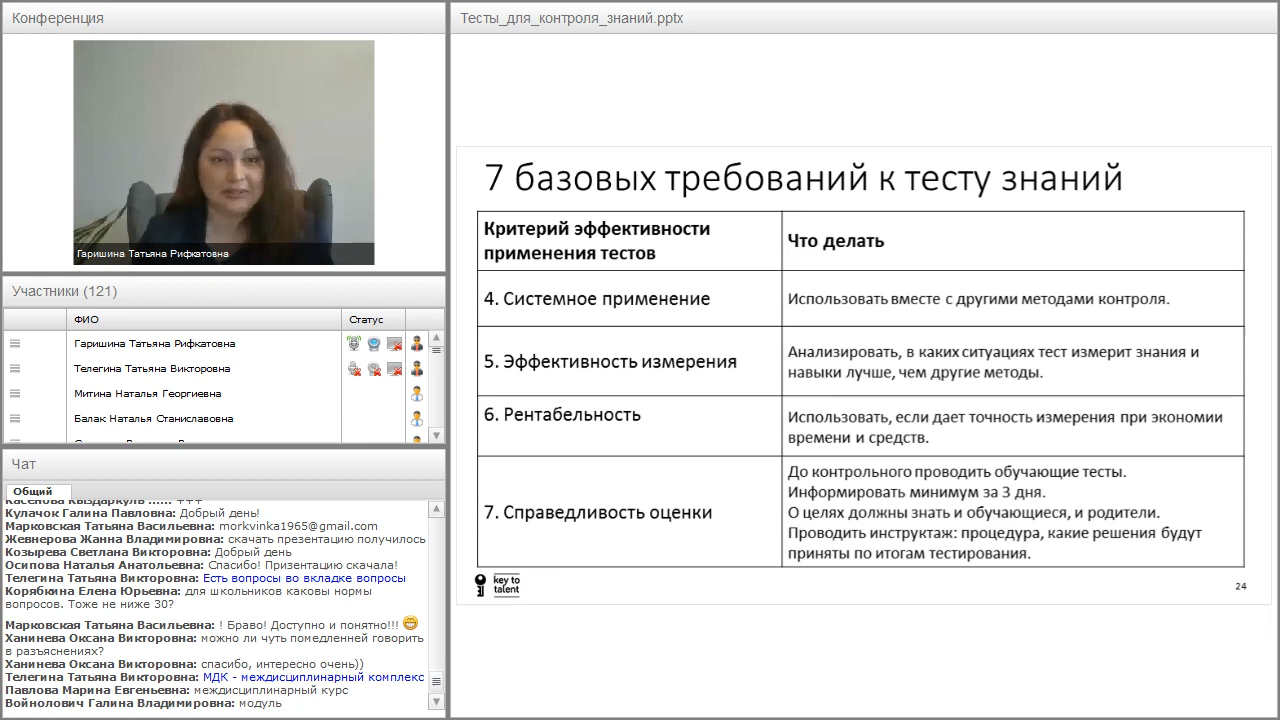 Конференция
Гаришина Татьяна Рифкатовна
Участники (121)
ФИО
Статус
Гаришина Татьяна Рифкатовна
Телегина Татьяна Викторовна
Митина Наталья Георгиевна
Балак Наталья Станиславовна
Чат
Общий
Касенова Кыздаркуль ...... +++
Кулачок Галина Павловна: Добрый день!
Марковская Татьяна Васильевна: morkvinka1965@gmail.com
Жевнерова Жанна Владимировна: скачать презентацию получилось
Козырева Светлана Викторовна: Добрый день
Осипова Наталья Анатольевна: Спасибо! Призентацию скачала!
Телегина Татьяна Викторовна: Есть вопросы во вкладке вопросы
Корябкина Елена Юрьевна: для школьников каковы нормы
вопросов. Тоже не ниже 30?
Марковская Татьяна Васильевна: ! Браво! Доступно и понятно!!!
Ханинева Оксана Викторовна: можно ли чуть помедленней говорить
в разъяснениях?
Ханинева Оксана Викторовна: спасибо, интересно очень))
Телегина Татьяна Викторовна: МДК - междисциплинарный комплекс
Павлова Марина Евгеньевна: междисциплинарный курс
Войнолович Галина Владимировна: модуль
Тесты_для_контроля_знаний.pptx
7 базовых требований к тесту знаний
Критерий эффективности
применения тестов
Что делать
4. Системное применение
Использовать вместе с другими методами контроля.
5. Эффективность измерения
Анализировать, в каких ситуациях тест измерит знания и
навыки лучше, чем другие методы.
6. Рентабельность
Использовать, если дает точность измерения при экономии
времени и средств.
7. Справедливость оценки
До контрольного проводить обучающие тесты.
Информировать минимум за 3 дня.
О целях должны знать и обучающиеся, и родители.
Проводить инструктаж: процедура, какие решения будут
приняты по итогам тестирования.
key to
talent
24